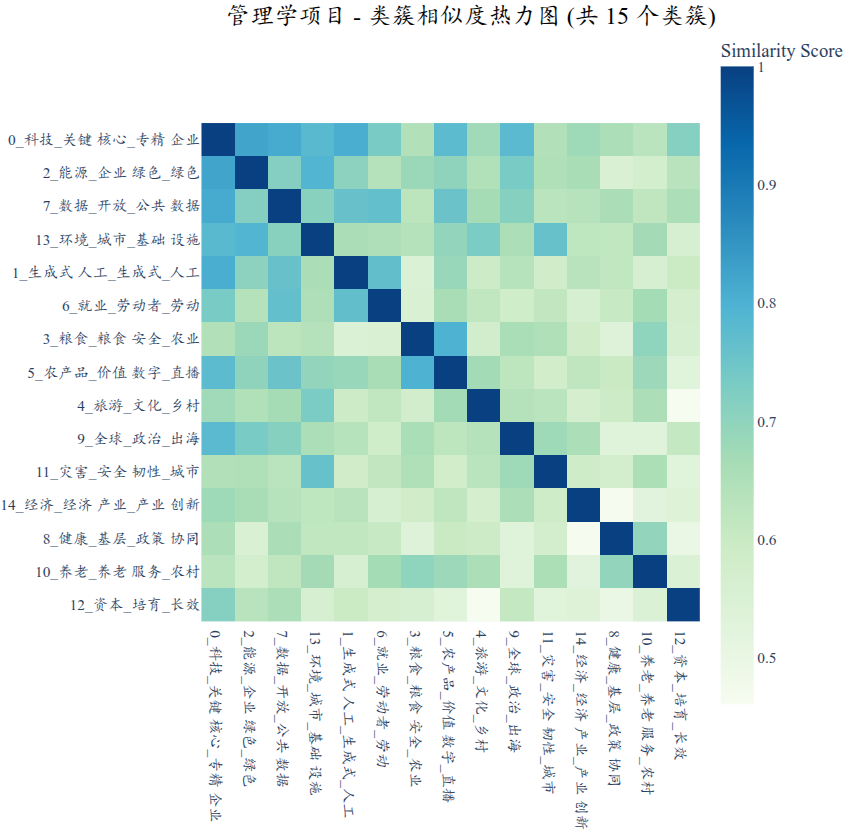 管理学项目 - 类簇相似度热力图 (共 15 个类簇)
Similarity Score
1
0.9
0.8
0.7
0.6
0.5
0_科技_关键 核心_专精 企业
2_能源_企业 绿色_绿色
7_数据_开放_公共 数据
13_环境_城市_基础 设施
1_生成式 人工_生成式_人工
6_就业_劳动者_劳动
3_粮食_粮食 安全_农业
5_农产品_价值 数字_直播
4_旅游_文化_乡村
9_全球_政治_出海
11_灾害_安全 韧性_城市
14_经济_经济 产业_产业 创新
8_健康_基层_政策 协同
10_养老_养老 服务_农村
12_资本_培育_长效
0_科技_关键 核心_专精 企业
2_能源_企业 绿色_绿色
7_数据_开放_公共 数据
13_环境_城市_基础 设施
1_生成式 人工_生成式_人工
6_就业_劳动者_劳动
3_粮食_粮食 安全_农业
5_农产品_价值 数字_直播
4_旅游_文化_乡村
9_全球_政治_出海
11_灾害_安全 韧性_城市
14_经济_经济 产业_产业 创新
8_健康_基层_政策 协同
10_养老_养老 服务_农村
12_资本_培育_长效